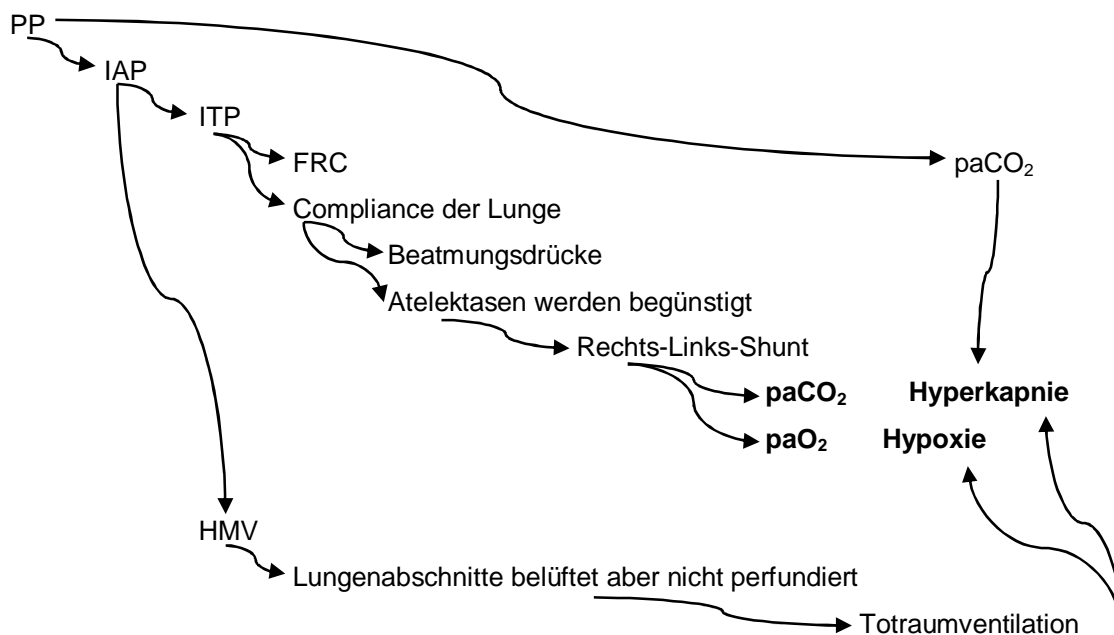 PP
IAP
ITP
FRC
paCO₂
Compliance der Lunge
Beatmungsdrücke
Atelektasen werden begünstigt
Rechts-Links-Shunt
paCO₂ Hyperkapnie
paO₂ Hypoxie
HMV
Lungenabschnitte belüftet aber nicht perfundiert
Totraumventilation